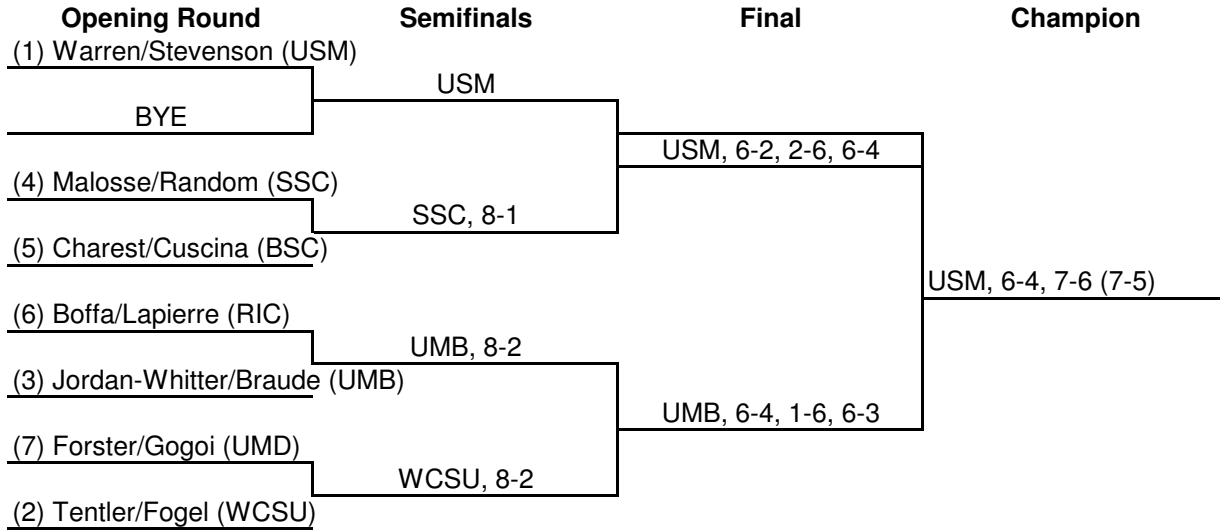 Opening Round Semifinals Final Champion
(1) Warren/Stevenson (USM)
USM
BYE
USM, 6-2, 2-6, 6-4
(4) Malosse/Random (SSC)
SSC, 8-1
(5) Charest/Cuscina (BSC)
USM, 6-4, 7-6 (7-5)
(6) Boffa/Lapierre (RIC)
UMB, 8-2
(3) Jordan-Whitter/Braude (UMB)
UMB, 6-4, 1-6, 6-3
(7) Forster/Gogoi (UMD)
WCSU, 8-2
(2) Tentler/Fogel (WCSU)